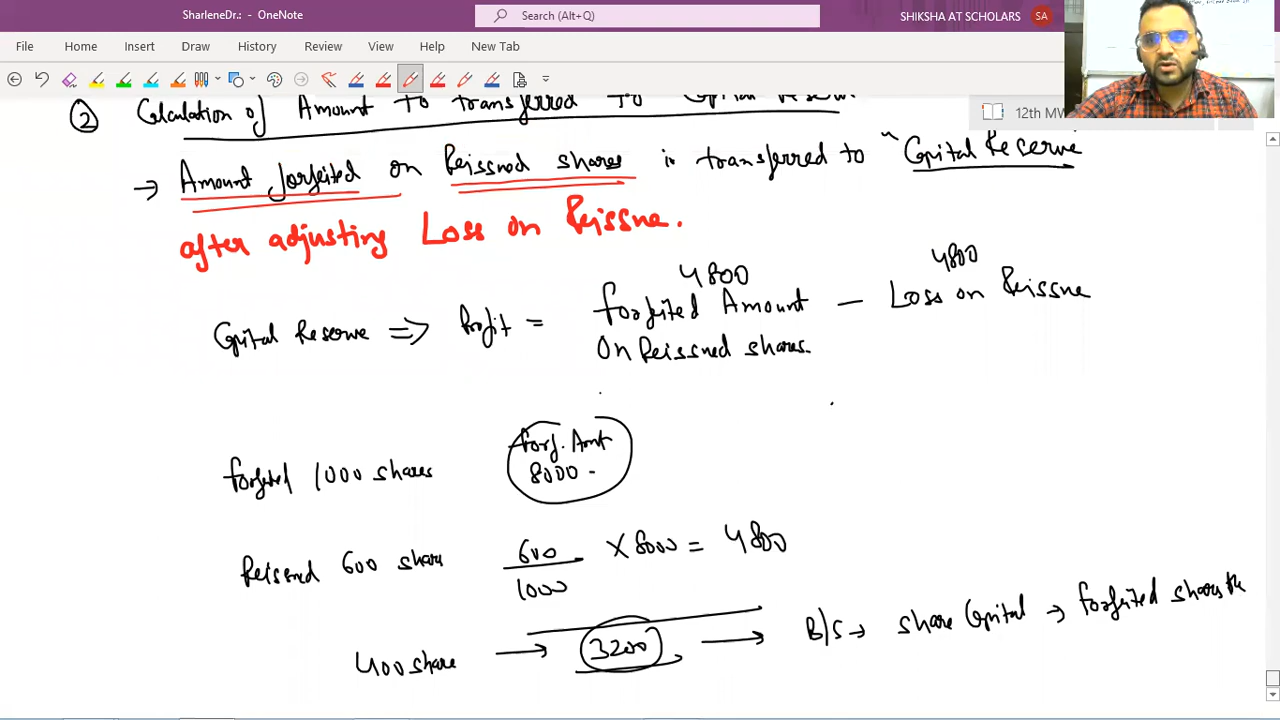 SharleneDr.: - OneNote
Search (Alt+Q)
SHIKSHA AT SCHOLARS SA
File Home Insert Draw History Review View Help New Tab
12th MW
② Calculation of Amount to transferred to Capital Reserve
→ Amount forfeited on Reissued shares is transferred to "Capital Reserve
after adjusting Loss on Reissue.
4800 4800
Capital Reserve ⇒ Profit = forfeited Amount — Loss on Reissue
On Reissued shares.
forfeited 1000 shares forf. Amt
8000 -
Reissued 600 share 600/1000 × 8000 = 4800
400 share → 3200 → B/S → share Capital → forfeited shares